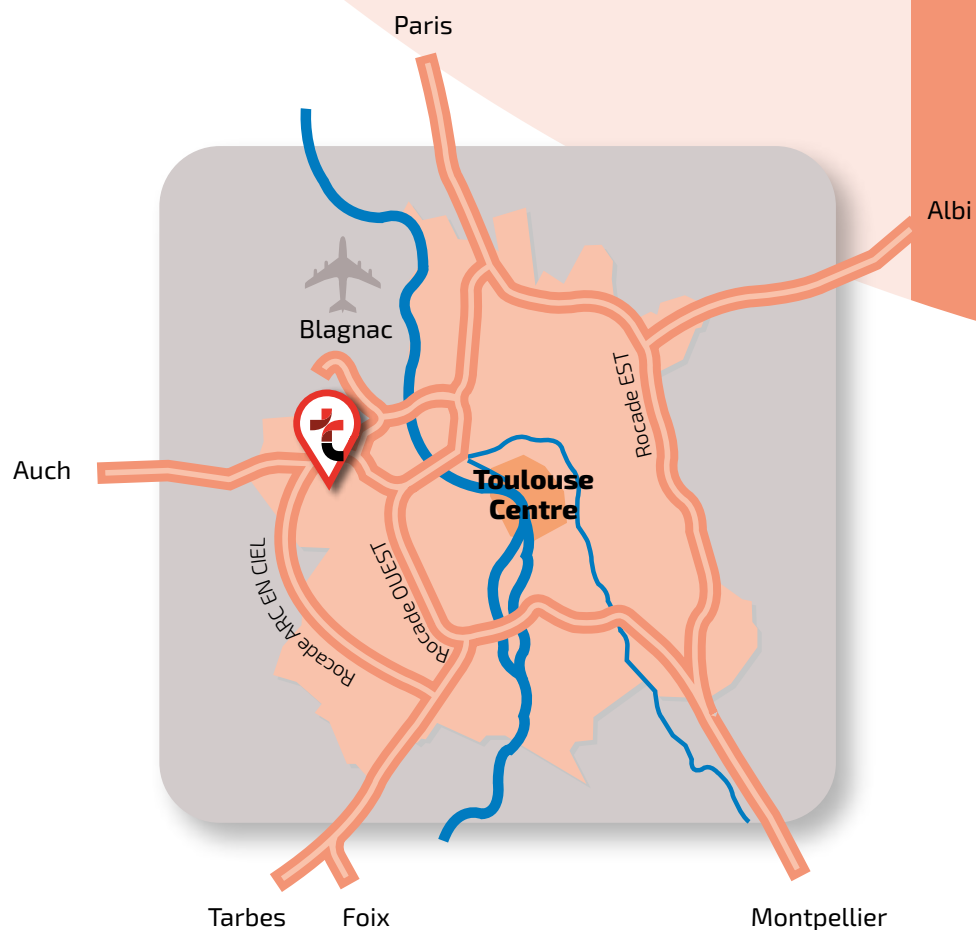 Paris
Albi
Blagnac
Rocade EST
Auch
Toulouse
Centre
Rocade ARC EN CIEL
Rocade OUEST
Tarbes
Foix
Montpellier